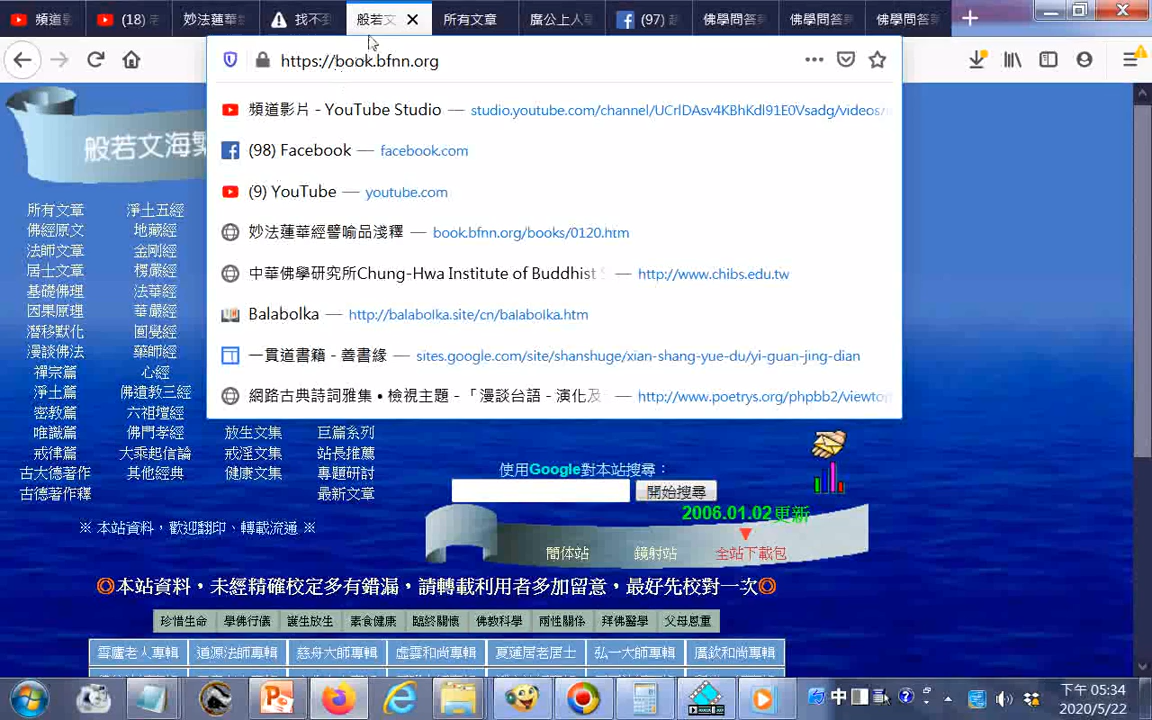 頻道影
(18)
妙法蓮華
找不到
般若文
所有文章
廣公上人
(97)
佛學問答
佛學問答
佛學問答
https://book.bfnn.org
頻道影片 - YouTube Studio — studio.youtube.com/channel/UCrlDAsv4KBhKdl91E0Vsadg/videos/
(98) Facebook — facebook.com
(9) YouTube — youtube.com
妙法蓮華經譬喻品淺釋 — book.bfnn.org/books/0120.htm
中華佛學研究所Chung-Hwa Institute of Buddhist — http://www.chibs.edu.tw
Balabolka — http://balabolka.site/cn/balabolka.htm
一貫道書籍 - 善書緣 — sites.google.com/site/shanshuge/xian-shang-yue-du/yi-guan-jing-dian
網路古典詩詞雅集 • 檢視主題 - 「漫談台語 - 演化及 — http://www.poetrys.org/phpbb2/viewtop
般若文海
所有文章 淨土五經
佛經原文 地藏經
法師文章 金剛經
居士文章 楞嚴經
基礎佛理 法華經
因果原理 華嚴經
潛移默化 圓覺經
漫談佛法 藥師經
禪宗篇 心經
淨土篇 佛遺教三經
密教篇 六祖壇經
唯識篇 佛門孝經 放生文集 巨篇系列
戒律篇 大乘起信論 戒淫文集 站長推薦
古大德著作 其他經典 健康文集 專題研討
古德著作釋 最新文章
※ 本站資料，歡迎翻印、轉載流通 ※
使用Google對本站搜尋：
開始搜尋
2006.01.02更新
簡体站 鏡射站 全站下載包
◎本站資料，未經精確校定多有錯漏，請轉載利用者多加留意，最好先校對一次◎
珍惜生命 學佛行儀 護生放生 素食健康 臨終關懷 佛教科學 兩性關係 拜佛醫學 父母恩重
雪廬老人專輯 道源法師專輯 慈舟大師專輯 虛雲和尚專輯 夏蓮居老居士 弘一大師專輯 廣欽和尚專輯
中
下午 05:34
2020/5/22